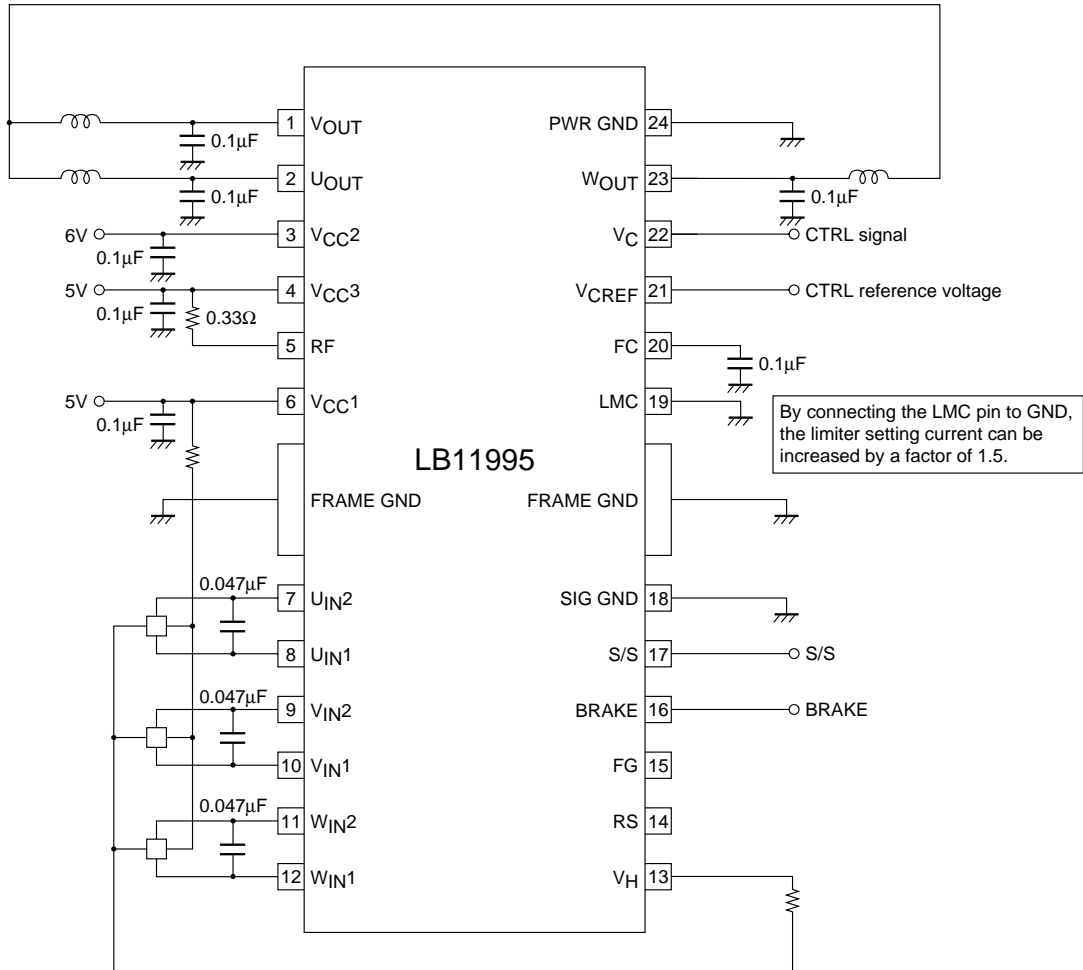 1 VOUT
0.1µF
2 UOUT
0.1µF
6V
3 VCC2
0.1µF
5V
4 VCC3
0.1µF
0.33Ω
5 RF
5V
6 VCC1
0.1µF
FRAME GND
0.047µF
7 UIN2
8 UIN1
0.047µF
9 VIN2
10 VIN1
0.047µF
11 WIN2
12 WIN1
LB11995
PWR GND 24
WOUT 23
0.1µF
VC 22 CTRL signal
VCREF 21 CTRL reference voltage
FC 20
0.1µF
LMC 19
By connecting the LMC pin to GND,
the limiter setting current can be
increased by a factor of 1.5.
FRAME GND
SIG GND 18
S/S 17 S/S
BRAKE 16 BRAKE
FG 15
RS 14
VH 13